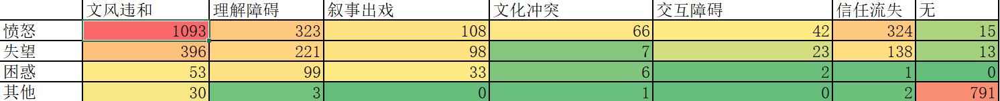 文风违和 理解障碍 叙事出戏 文化冲突 交互障碍 信任流失 无
愤怒 1093 323 108 66 42 324 15
失望 396 221 98 7 23 138 13
困惑 53 99 33 6 2 1 0
其他 30 3 0 1 0 2 791